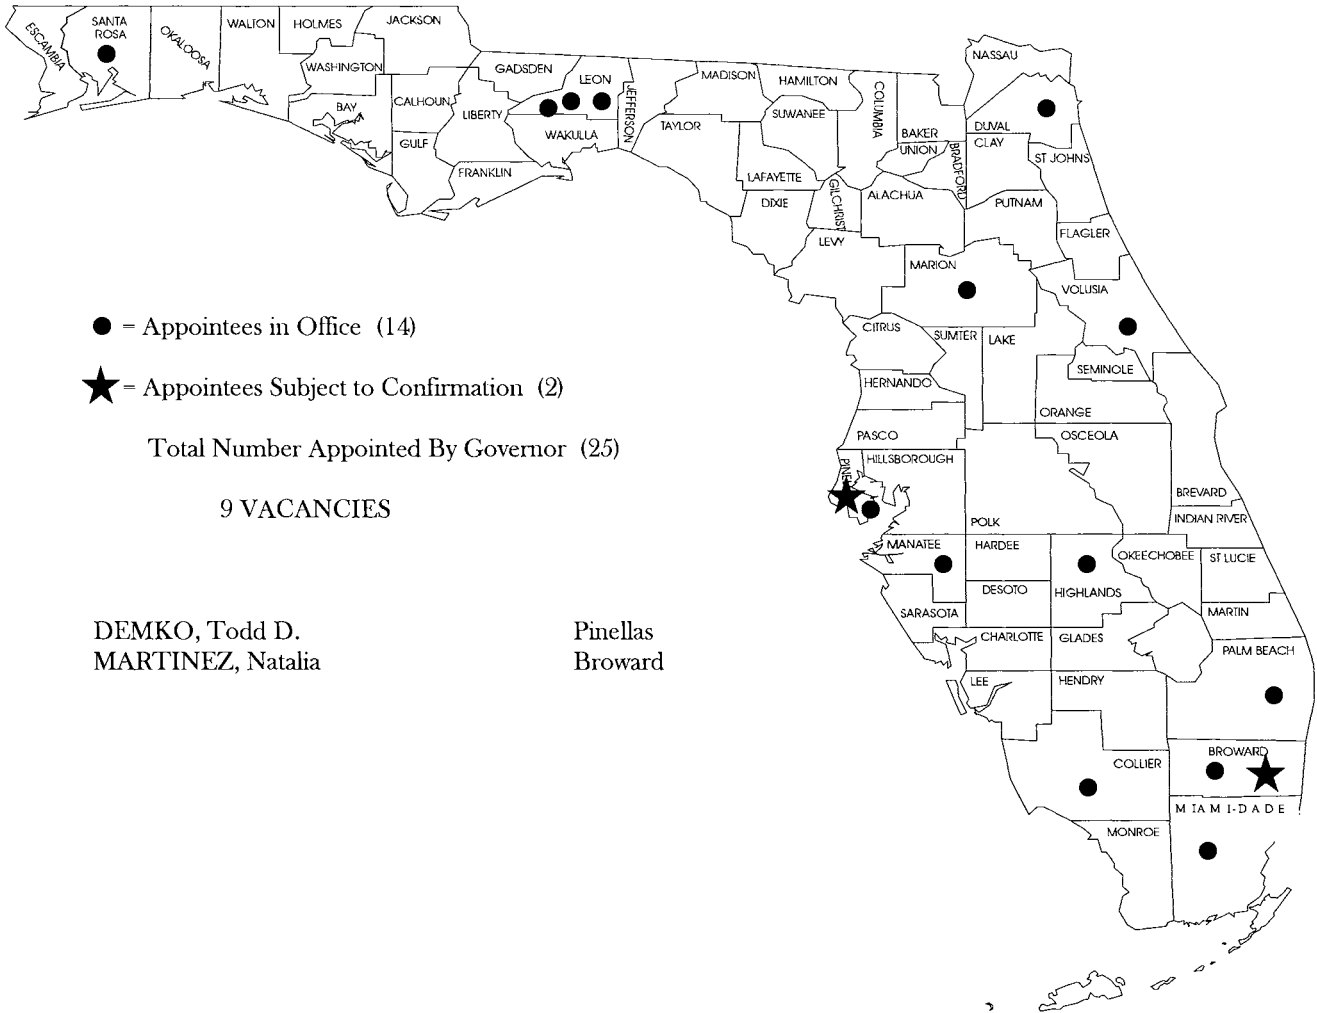 ESCAMBIA
SANTA
ROSA
OKALOOSA
WALTON
HOLMES
JACKSON
WASHINGTON
BAY
CALHOUN
GULF
GADSDEN
LIBERTY
FRANKLIN
LEON
WAKULLA
JEFFERSON
MADISON
TAYLOR
HAMILTON
SUWANEE
LAFAYETTE
DIXIE
COLUMBIA
GILCHRIST
LEVY
NASSAU
BAKER
UNION
BRADFORD
ALACHUA
DUVAL
CLAY
ST JOHNS
PUTNAM
FLAGLER
MARION
VOLUSIA
CITRUS
SUMTER
LAKE
SEMINOLE
HERNANDO
ORANGE
PASCO
OSCEOLA
PINE
HILLSBOROUGH
BREVARD
POLK
INDIAN RIVER
MANATEE
HARDEE
OKEECHOBEE
ST LUCIE
DESOTO
HIGHLANDS
SARASOTA
MARTIN
CHARLOTTE
GLADES
PALM BEACH
LEE
HENDRY
BROWARD
COLLIER
MIAMI-DADE
MONROE
= Appointees in Office (14)
= Appointees Subject to Confirmation (2)
Total Number Appointed By Governor (25)
9 VACANCIES
DEMKO, Todd D. Pinellas
MARTINEZ, Natalia Broward